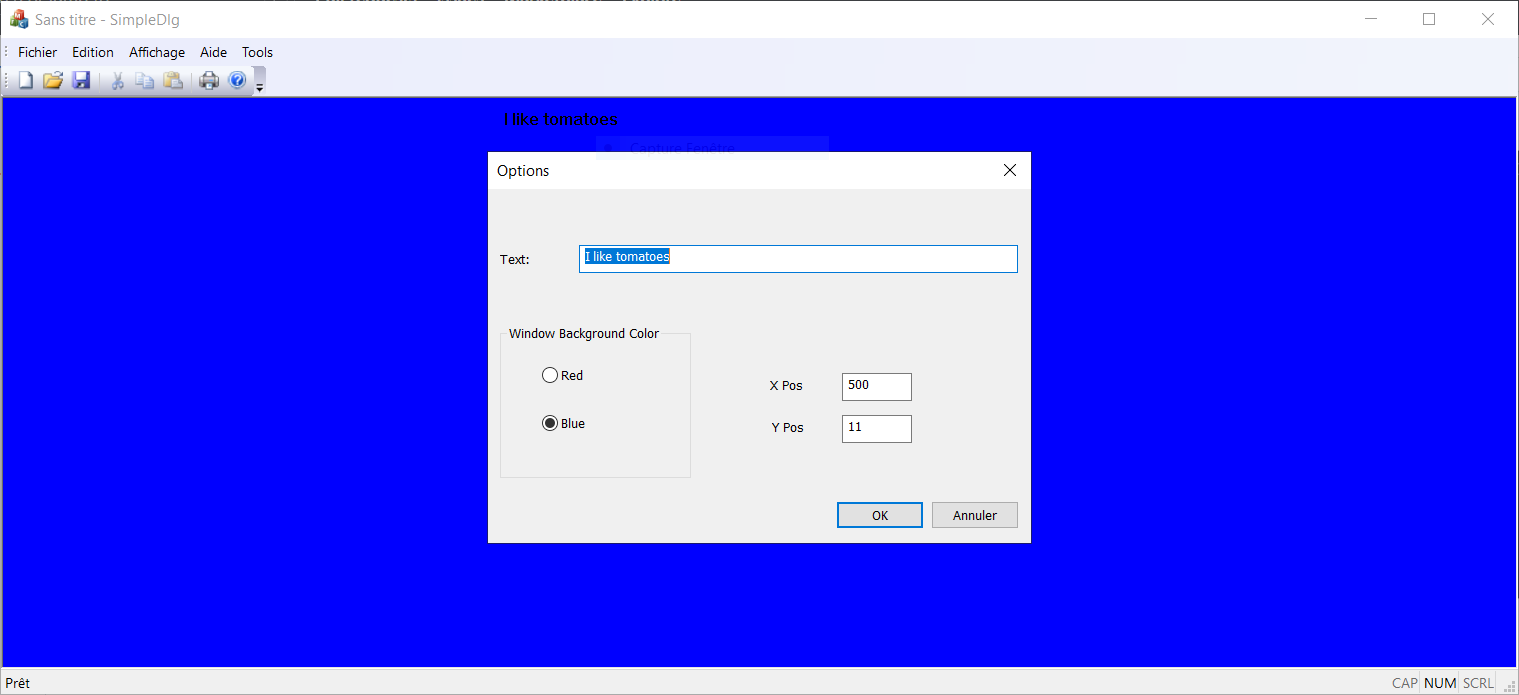 Sans titre - SimpleDlg
Fichier Edition Affichage Aide Tools
I like tomatoes
Capture Fenêtre
Options
Text: I like tomatoes
Window Background Color
Red
X Pos 500
Blue
Y Pos 11
OK Annuler
Prêt CAP NUM SCRL